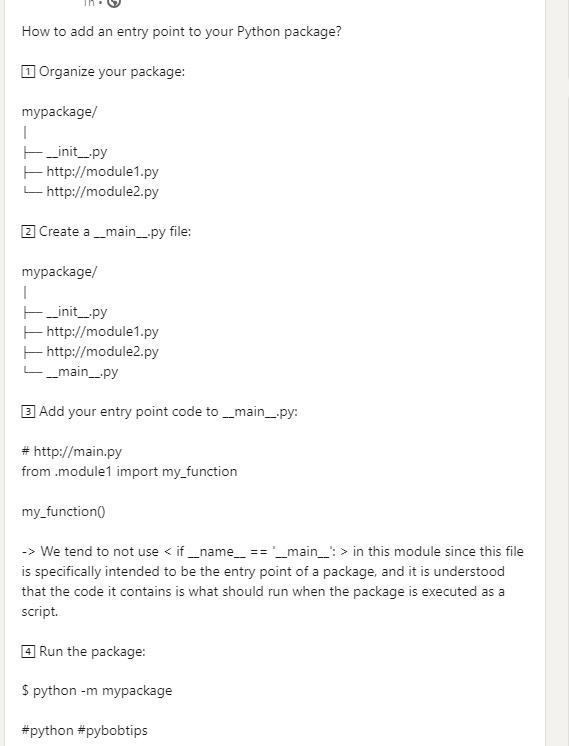 How to add an entry point to your Python package?
1 Organize your package:
mypackage/
|
├── __init__.py
├── http://module1.py
└── http://module2.py
2 Create a __main__.py file:
mypackage/
|
├── __init__.py
├── http://module1.py
├── http://module2.py
└── __main__.py
3 Add your entry point code to __main__.py:
# http://main.py
from .module1 import my_function
my_function()
-> We tend to not use < if __name__ == '__main__': > in this module since this file
is specifically intended to be the entry point of a package, and it is understood
that the code it contains is what should run when the package is executed as a
script.
4 Run the package:
$ python -m mypackage
#python #pybobtips